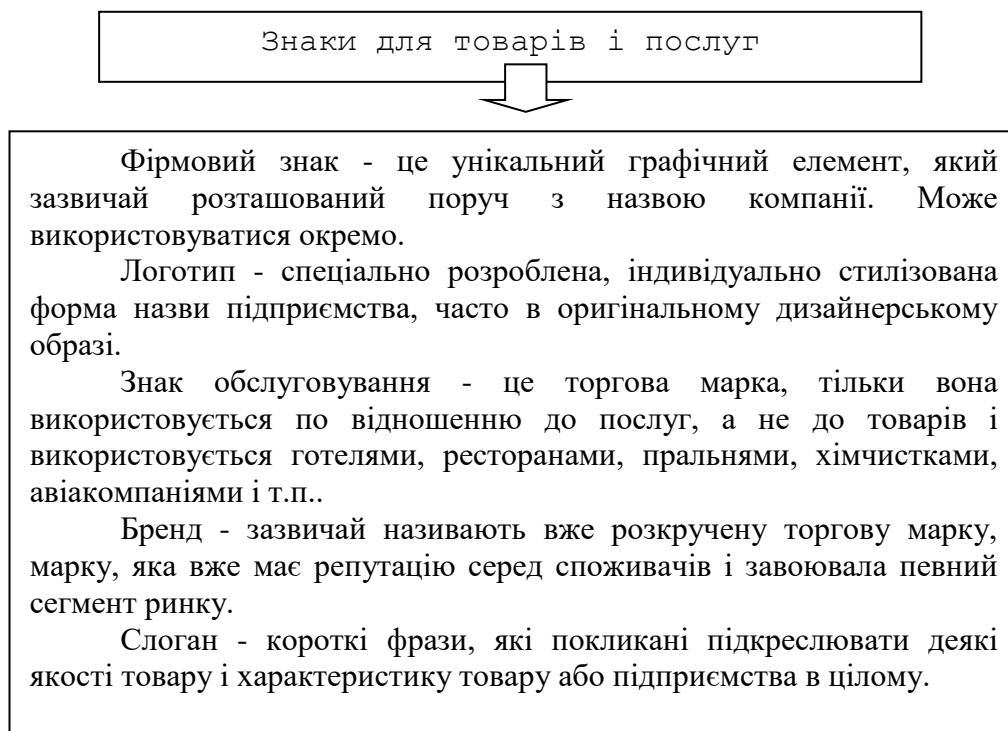 Знаки для товарів і послуг
Фірмовий знак - це унікальний графічний елемент, який
зазвичай розташований поруч з назвою компанії. Може
використовуватися окремо.
Логотип - спеціально розроблена, індивідуально стилізована
форма назви підприємства, часто в оригінальному дизайнерському
образі.
Знак обслуговування - це торгова марка, тільки вона
використовується по відношенню до послуг, а не до товарів і
використовується готелями, ресторанами, пральнями, хімчистками,
авіакомпаніями і т.п..
Бренд - зазвичай називають вже розкручену торгову марку,
марку, яка вже має репутацію серед споживачів і завоювала певний
сегмент ринку.
Слоган - короткі фрази, які покликані підкреслювати деякі
якості товару і характеристику товару або підприємства в цілому.